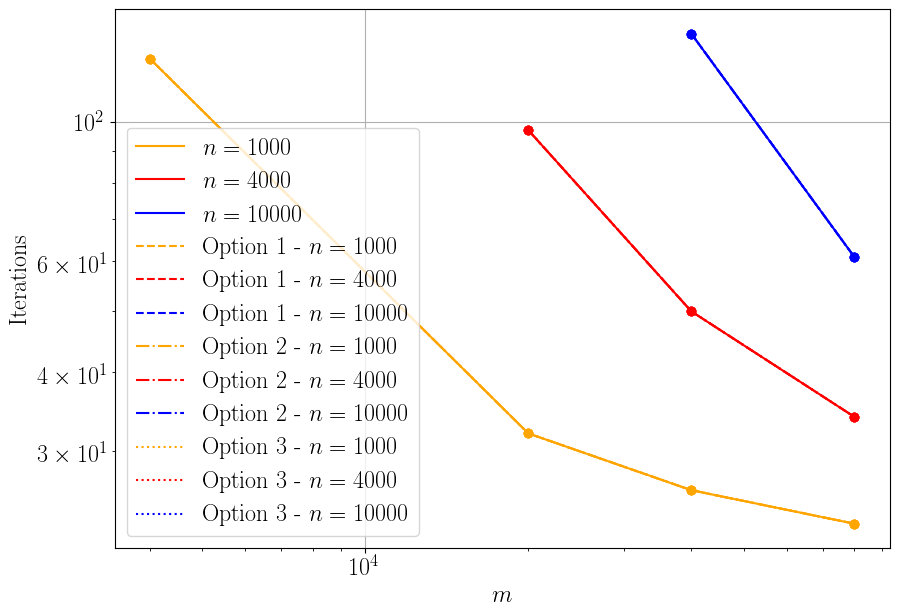 Iterations
10^2
6 × 10^1
4 × 10^1
3 × 10^1
n = 1000
n = 4000
n = 10000
Option 1 - n = 1000
Option 1 - n = 4000
Option 1 - n = 10000
Option 2 - n = 1000
Option 2 - n = 4000
Option 2 - n = 10000
Option 3 - n = 1000
Option 3 - n = 4000
Option 3 - n = 10000
10^4
m